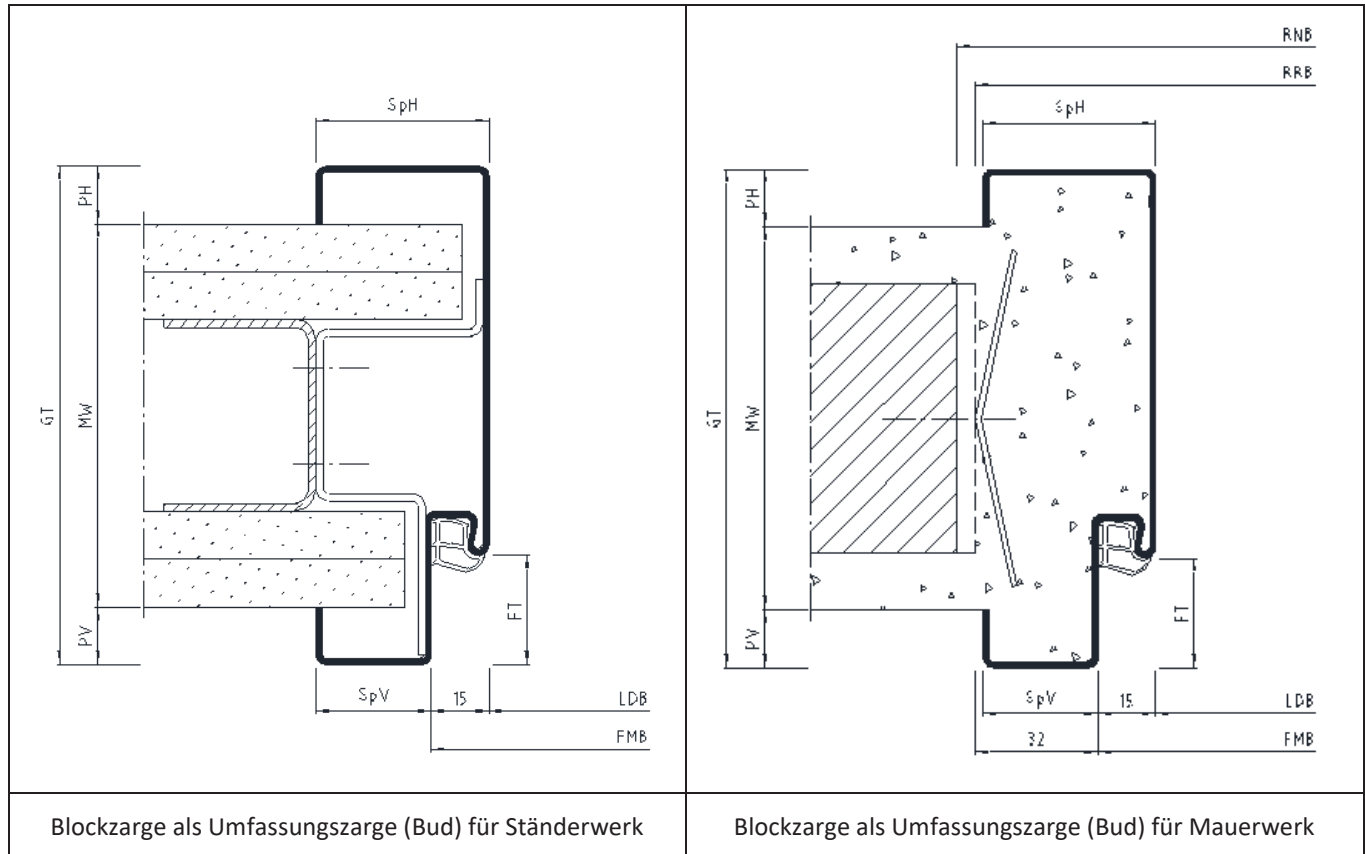 SpH
PH
GT
MW
PV
FT
SpV
15
LDB
FMB
Blockzarge als Umfassungszarge (Bud) für Ständerwerk
RNB
RRB
SpH
PH
GT
MW
PV
FT
SpV
15
LDB
32
FMB
Blockzarge als Umfassungszarge (Bud) für Mauerwerk